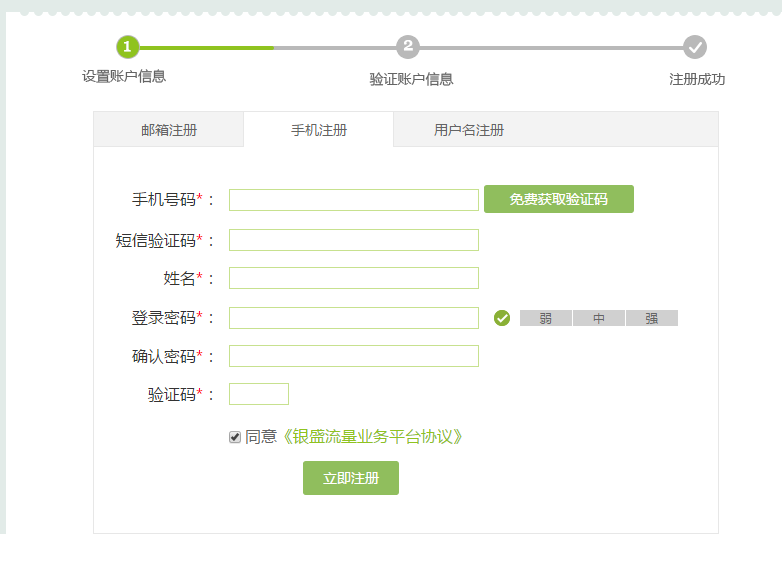 1 2
设置账户信息 验证账户信息 注册成功
邮箱注册 手机注册 用户名注册
手机号码*： 免费获取验证码
短信验证码*：
姓名*：
登录密码*： 弱 中 强
确认密码*：
验证码*：
同意《银盛流量业务平台协议》
立即注册